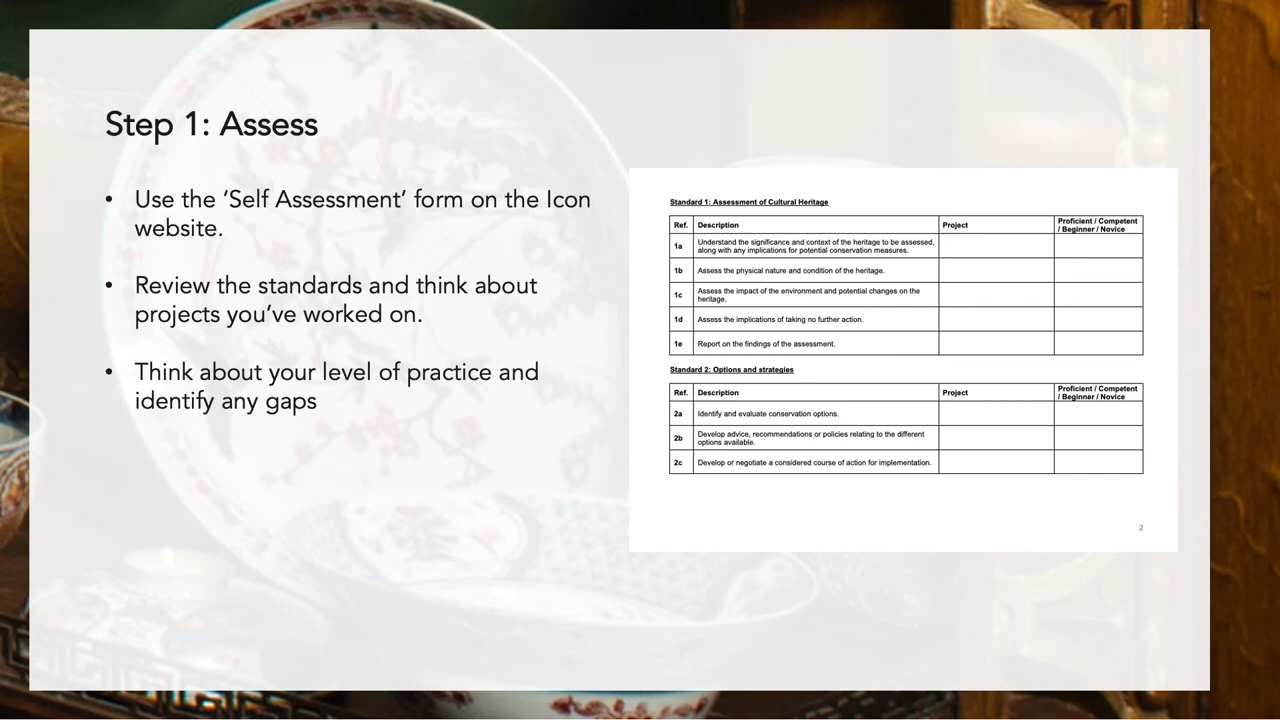 Step 1: Assess
• Use the ‘Self Assessment’ form on the Icon
website.
• Review the standards and think about
projects you’ve worked on.
• Think about your level of practice and
identify any gaps
Standard 1: Assessment of Cultural Heritage
Ref. Description Project Proficient / Competent
/ Beginner / Novice
1a Understand the significance and context of the heritage to be assessed,
along with any implications for potential conservation measures.
1b Assess the physical nature and condition of the heritage.
1c Assess the impact of the environment and potential changes on the
heritage.
1d Assess the implications of taking no further action.
1e Report on the findings of the assessment.
Standard 2: Options and strategies
Ref. Description Project Proficient / Competent
/ Beginner / Novice
2a Identify and evaluate conservation options.
2b Develop advice, recommendations or policies relating to the different
options available.
2c Develop or negotiate a considered course of action for implementation.
2